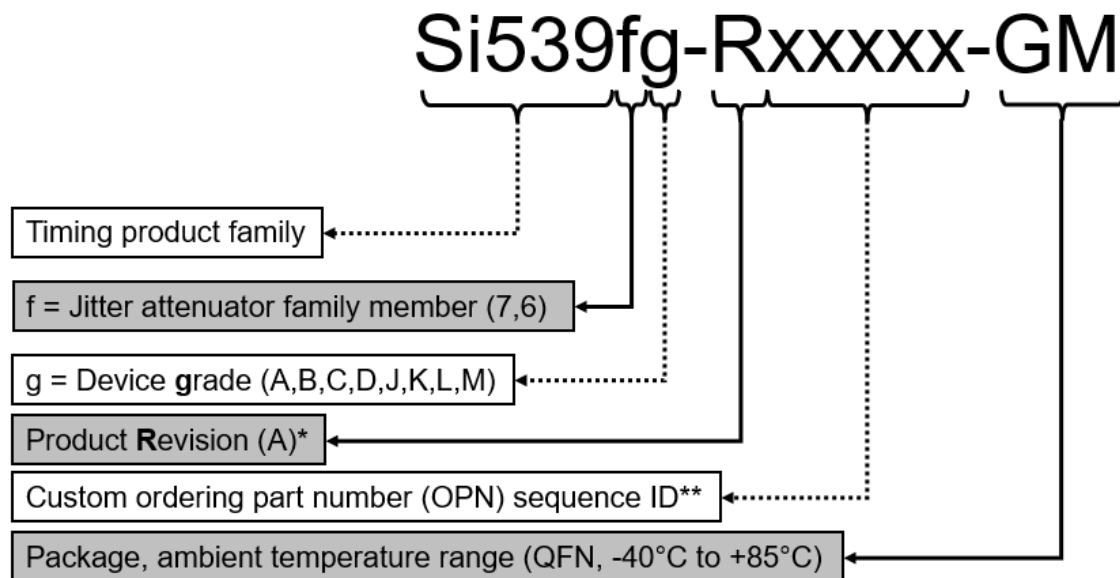 Si539fg-Rxxxxx-GM
Timing product family
f = Jitter attenuator family member (7,6)
g = Device grade (A,B,C,D,J,K,L,M)
Product Revision (A)*
Custom ordering part number (OPN) sequence ID**
Package, ambient temperature range (QFN, -40°C to +85°C)